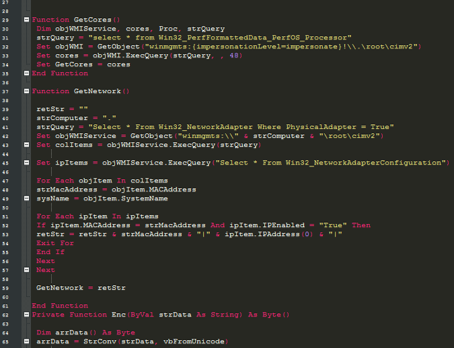 27
28
29 Function GetCores()
30 Dim objWMIService, cores, Proc, strQuery
31 strQuery = "select * from Win32_PerfFormattedData_PerfOS_Processor"
32 Set objWMI = GetObject("winmgmts:{impersonationLevel=impersonate}!\\.\root\cimv2")
33 Set cores = objWMI.ExecQuery(strQuery, , 48)
34 Set GetCores = cores
35 End Function
36
37 Function GetNetwork()
38
39 retStr = ""
40 strComputer = "."
41 strQuery = "Select * From Win32_NetworkAdapter Where PhysicalAdapter = True"
42 Set objWMIService = GetObject("winmgmts:\\" & strComputer & "\root\cimv2")
43 Set colItems = objWMIService.ExecQuery(strQuery)
44
45 Set ipItems = objWMIService.ExecQuery("Select * From Win32_NetworkAdapterConfiguration")
46
47 For Each objItem In colItems
48 strMacAddress = objItem.MACAddress
49 sysName = objItem.SystemName
50
51 For Each ipItem In ipItems
52 If ipItem.MACAddress = strMacAddress And ipItem.IPEnabled = "True" Then
53 retStr = retStr & strMacAddress & "|" & ipItem.IPAddress(0) & "|"
54 Exit For
55 End If
56 Next
57 Next
58
59 GetNetwork = retStr
60
61 End Function
62 Private Function Enc(ByVal strData As String) As Byte()
63
64 Dim arrData() As Byte
65 arrData = StrConv(strData, vbFromUnicode)